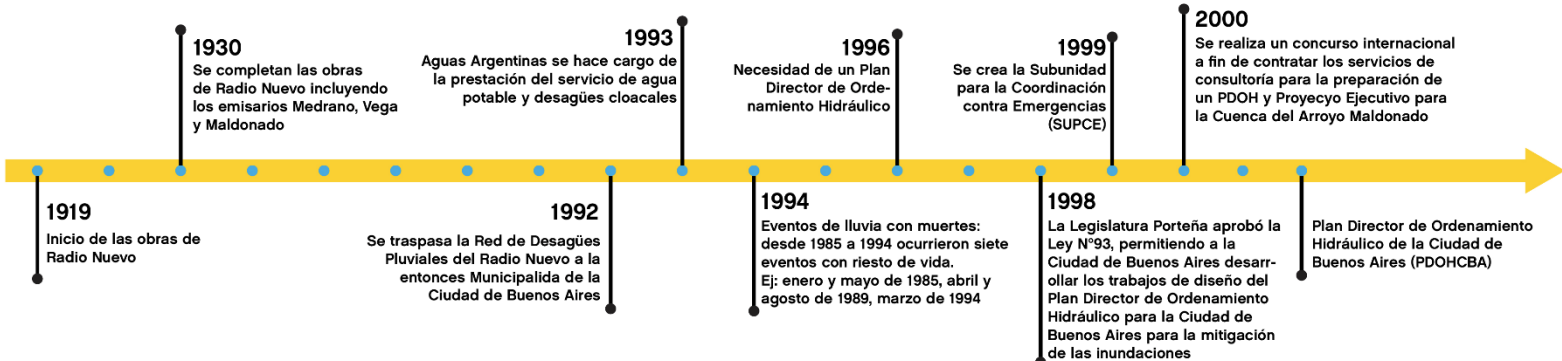 1930
Se completan las obras
de Radio Nuevo incluyendo
los emisarios Medrano, Vega
y Maldonado
1993
Aguas Argentinas se hace cargo de
la prestación del servicio de agua
potable y desagües cloacales
1996
Necesidad de un Plan
Director de Orde-
namiento Hidráulico
1999
Se crea la Subunidad
para la Coordinación
contra Emergencias
(SUPCE)
2000
Se realiza un concurso internacional
a fin de contratar los servicios de
consultoría para la preparación de
un PDOH y Proyecyo Ejecutivo para
la Cuenca del Arroyo Maldonado
1919
Inicio de las obras de
Radio Nuevo
1992
Se traspasa la Red de Desagües
Pluviales del Radio Nuevo a la
entonces Municipalida de la
Ciudad de Buenos Aires
1994
Eventos de lluvia con muertes:
desde 1985 a 1994 ocurrieron siete
eventos con riesto de vida.
Ej: enero y mayo de 1985, abril y
agosto de 1989, marzo de 1994
1998
La Legislatura Porteña aprobó la
Ley N°93, permitiendo a la
Ciudad de Buenos Aires desarr-
ollar los trabajos de diseño del
Plan Director de Ordenamiento
Hidráulico para la Ciudad de
Buenos Aires para la mitigación
de las inundaciones
Plan Director de Ordenamiento
Hidráulico de la Ciudad de
Buenos Aires (PDOHCBA)